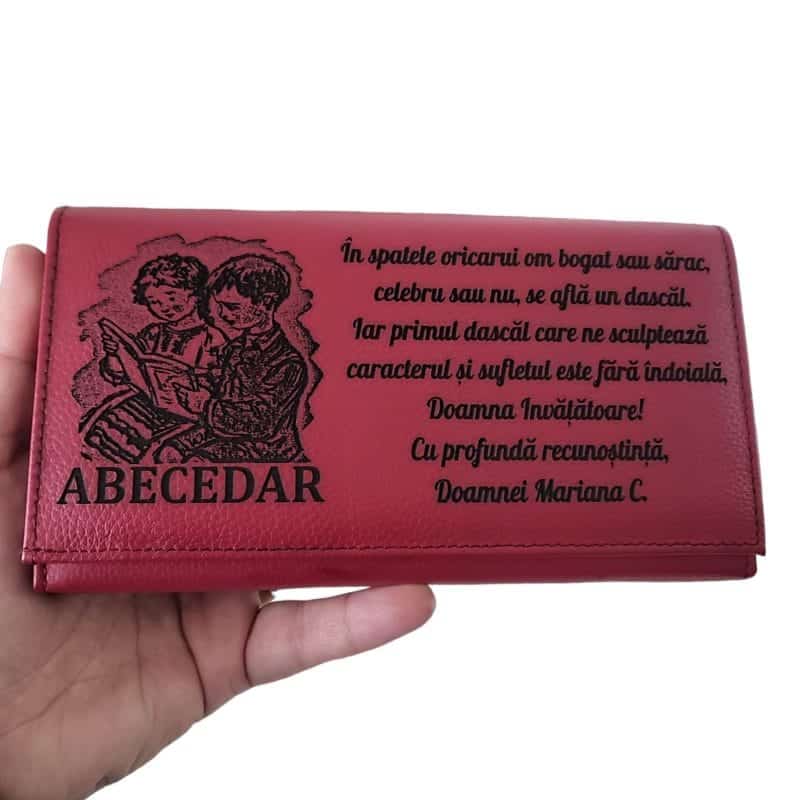 ABECEDAR
În spatele oricarui om bogat sau sărac,
celebru sau nu, se află un dascăl.
Iar primul dascăl care ne sculptează
caracterul și sufletul este fără îndoială,
Doamna Invățătoare!
Cu profundă recunoștință,
Doamnei Mariana C.